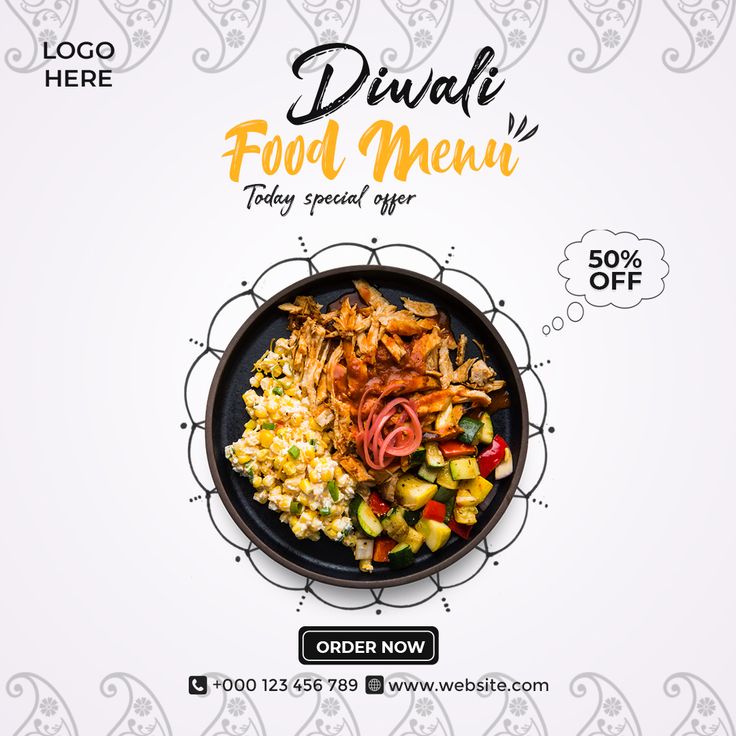 LOGO
HERE
Diwali
Food Menu
Today special offer
50%
OFF
ORDER NOW
+000 123 456 789 www.website.com